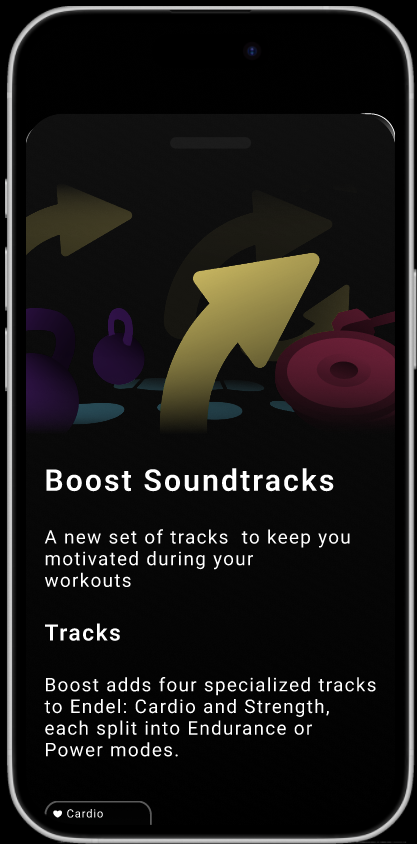 Boost Soundtracks
A new set of tracks  to keep you
motivated during your
workouts
Tracks
Boost adds four specialized tracks
to Endel: Cardio and Strength,
each split into Endurance or
Power modes.
Cardio